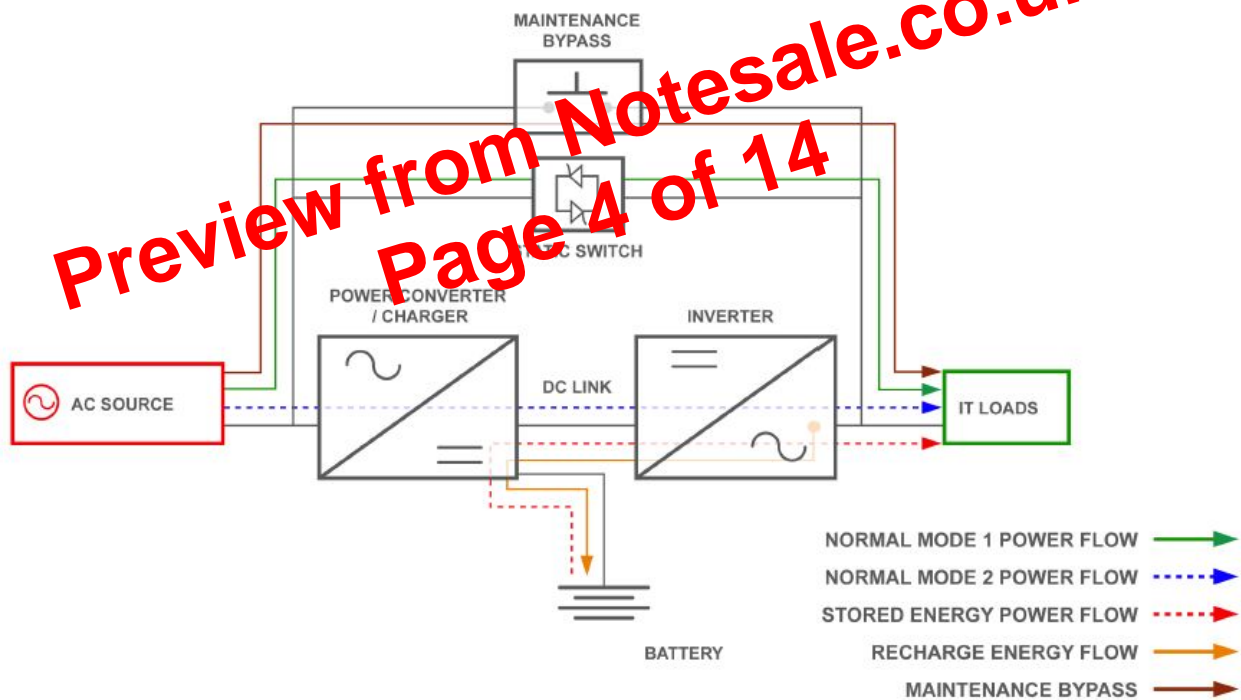 MAINTENANCE
BYPASS
Preview from Notesale.co.u
Page 4 of 14
SWITCH
POWER CONVERTER
/ CHARGER
INVERTER
DC LINK
AC SOURCE
IT LOADS
BATTERY
NORMAL MODE 1 POWER FLOW
NORMAL MODE 2 POWER FLOW
STORED ENERGY POWER FLOW
RECHARGE ENERGY FLOW
MAINTENANCE BYPASS